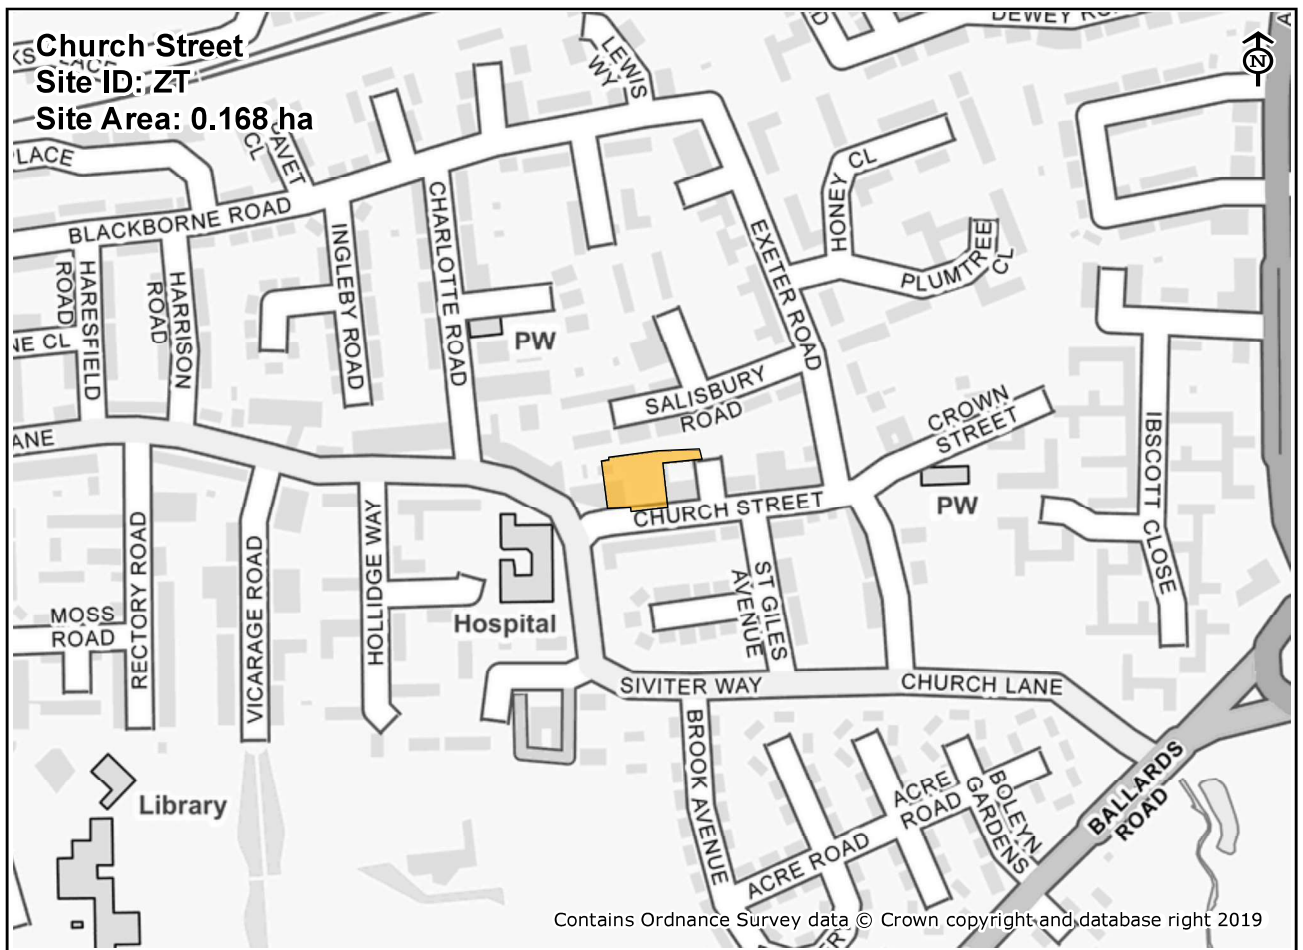 Church Street
Site ID: ZT
Site Area: 0.168 ha
N
DEWEY
LEWIS
WY
PLACE
CL
BLACKBORNE ROAD
HARESFIELD
ROAD
HARRISON
ROAD
INGLEBY ROAD
CHARLOTTE ROAD
EXETER ROAD
HONEY CL
PLUMTREE
CL
NE CL
PW
SALISBURY
ROAD
CROWN
STREET
ANE
CHURCH STREET
PW
IBSCOTT CLOSE
RECTORY ROAD
VICARAGE ROAD
HOLLIDGE WAY
MOSS
ROAD
Hospital
ST GILES
AVENUE
SIVITER WAY
CHURCH LANE
BROOK AVENUE
BALLARDS
ROAD
Library
ACRE
ROAD
BOLEYN
GARDENS
ACRE ROAD
Contains Ordnance Survey data © Crown copyright and database right 2019